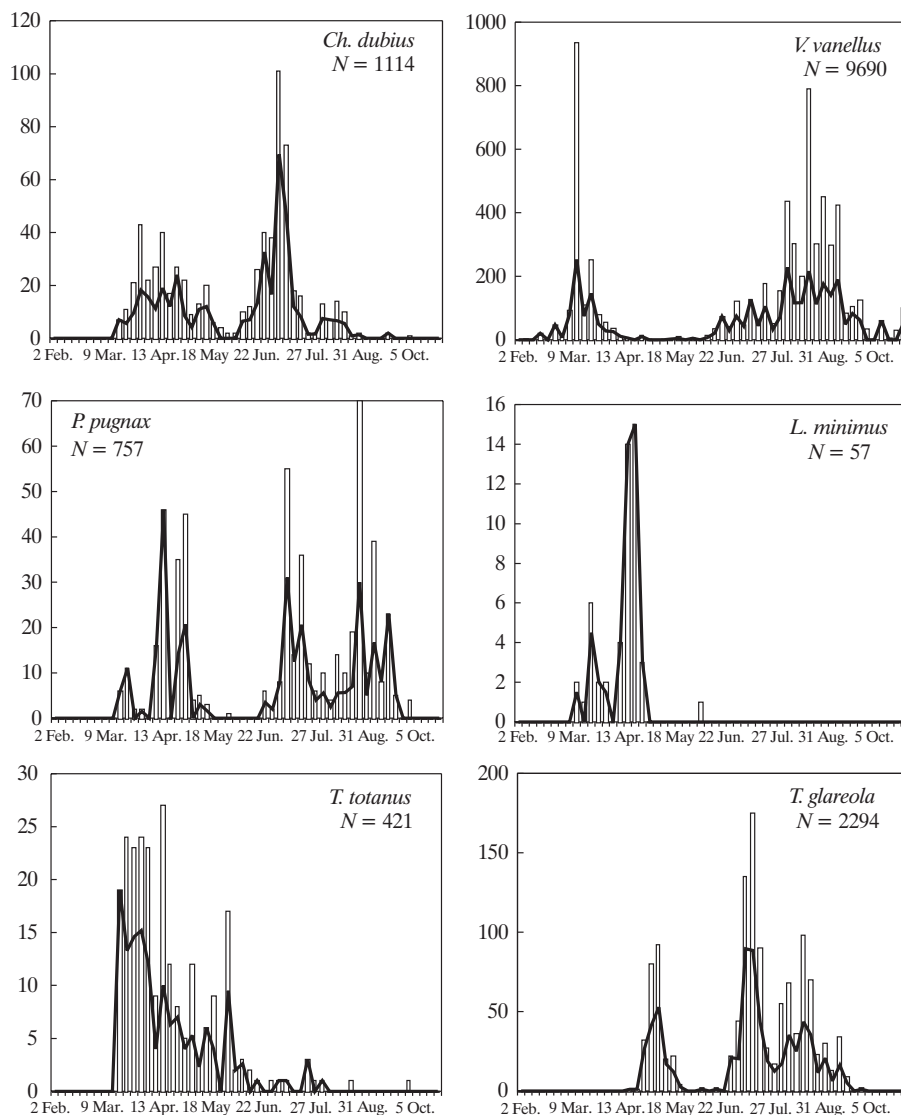 120
100
80
60
40
20
0
Ch. dubius
N = 1114
2 Feb. 9 Mar. 13 Apr. 18 May 22 Jun. 27 Jul. 31 Aug. 5 Oct.
1000
800
600
400
200
0
V. vanellus
N = 9690
2 Feb. 9 Mar. 13 Apr. 18 May 22 Jun. 27 Jul. 31 Aug. 5 Oct.
70
60
50
40
30
20
10
0
P. pugnax
N = 757
2 Feb. 9 Mar. 13 Apr. 18 May 22 Jun. 27 Jul. 31 Aug. 5 Oct.
16
14
12
10
8
6
4
2
0
L. minimus
N = 57
2 Feb. 9 Mar. 13 Apr. 18 May 22 Jun. 27 Jul. 31 Aug. 5 Oct.
30
25
20
15
10
5
0
T. totanus
N = 421
2 Feb. 9 Mar. 13 Apr. 18 May 22 Jun. 27 Jul. 31 Aug. 5 Oct.
200
150
100
50
0
T. glareola
N = 2294
2 Feb. 9 Mar. 13 Apr. 18 May 22 Jun. 27 Jul. 31 Aug. 5 Oct.